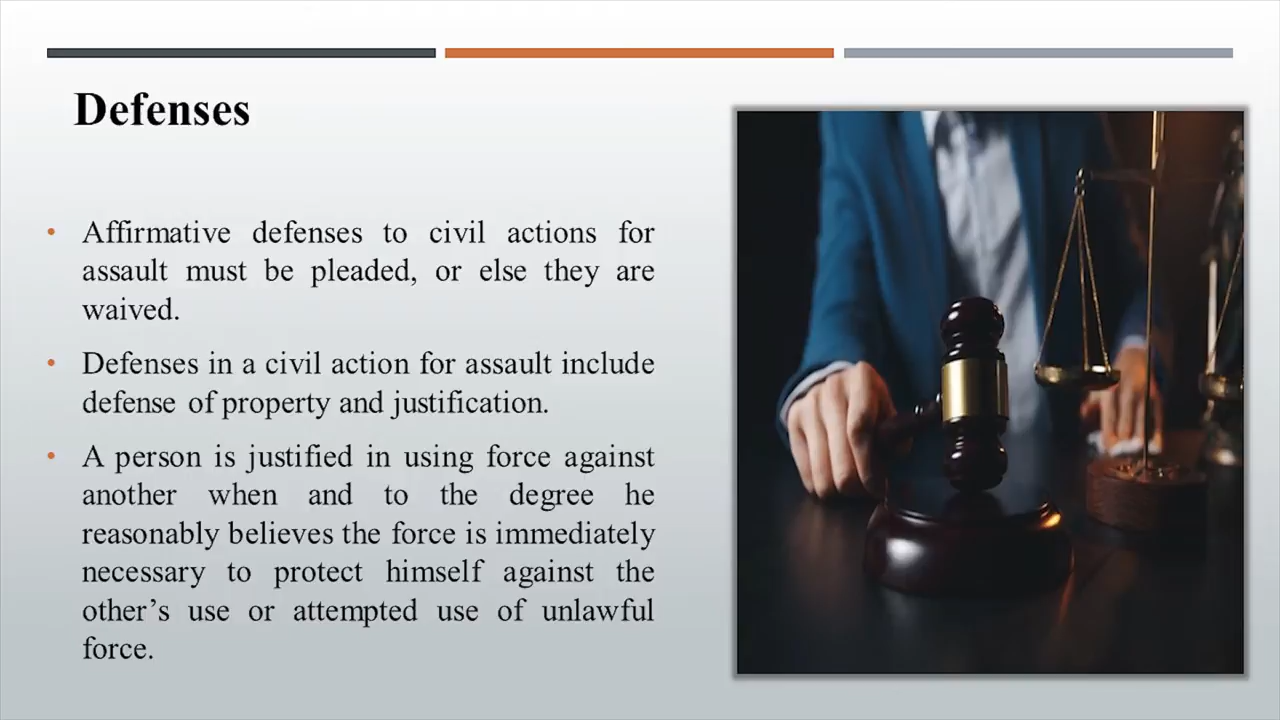 Defenses
• Affirmative defenses to civil actions for
assault must be pleaded, or else they are
waived.
• Defenses in a civil action for assault include
defense of property and justification.
• A person is justified in using force against
another when and to the degree he
reasonably believes the force is immediately
necessary to protect himself against the
other’s use or attempted use of unlawful
force.